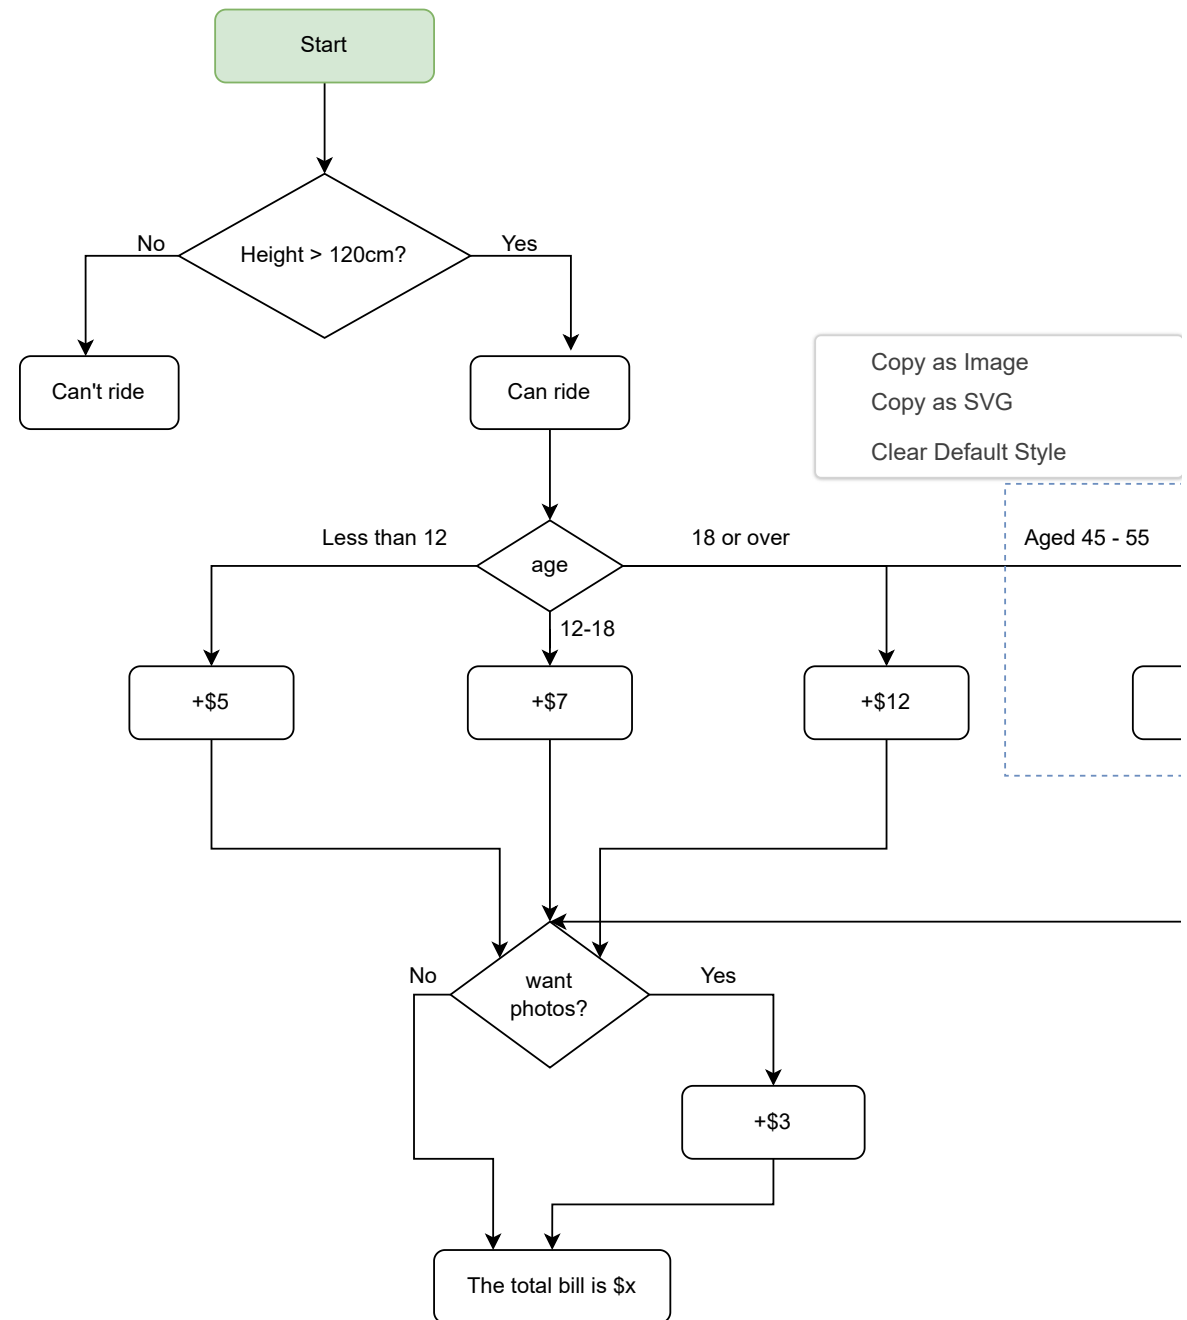 Start
Height > 120cm?
No
Yes
Can't ride
Can ride
Copy as Image
Copy as SVG
Clear Default Style
Less than 12
age
18 or over
Aged 45 - 55
12-18
+$5
+$7
+$12
want
photos?
No
Yes
+$3
The total bill is $x